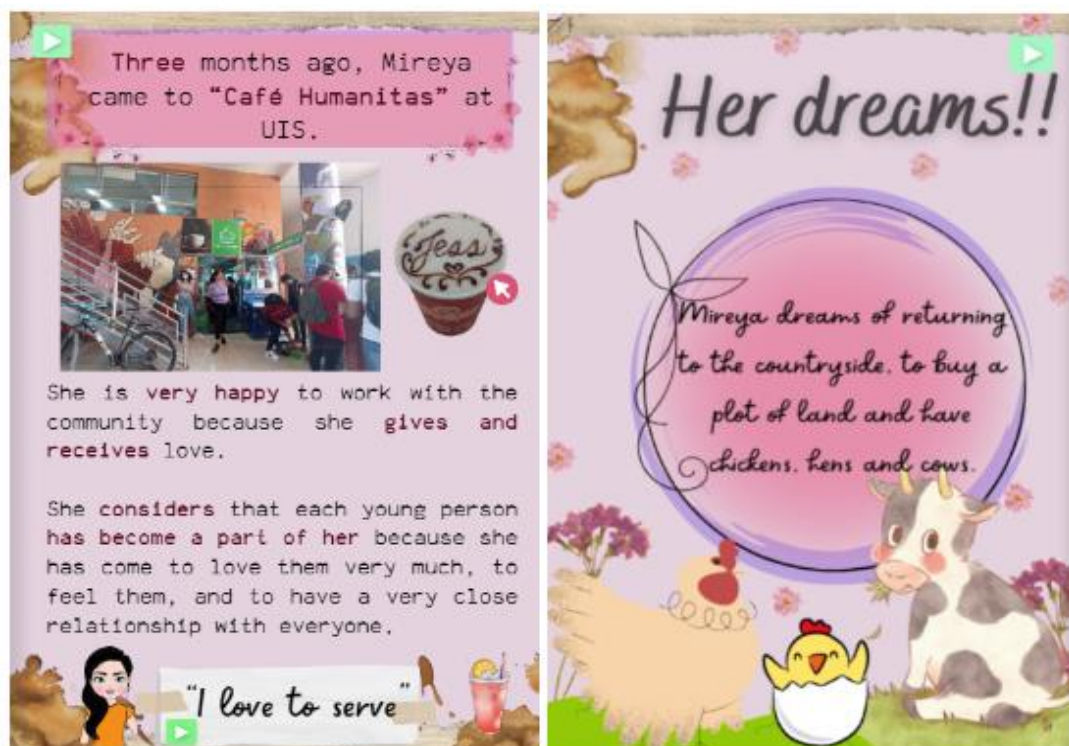 Three months ago, Mireya
came to “Café Humanitas” at
UIS.
Jess
She is very happy to work with the
community because she gives and
receives love.
She considers that each young person
has become a part of her because she
has come to love them very much, to
feel them, and to have a very close
relationship with everyone.
“I love to serve”
Her dreams!!
Mireya dreams of returning
to the countryside, to buy a
plot of land and have
chickens, hens and cows.